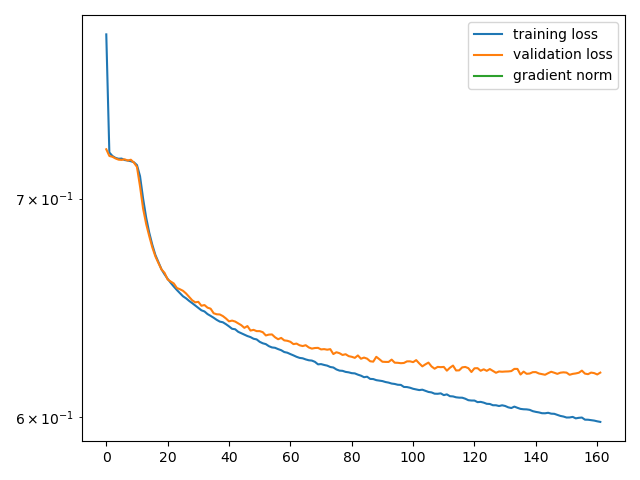 training loss
validation loss
gradient norm
7 × 10⁻¹
6 × 10⁻¹
0 20 40 60 80 100 120 140 160